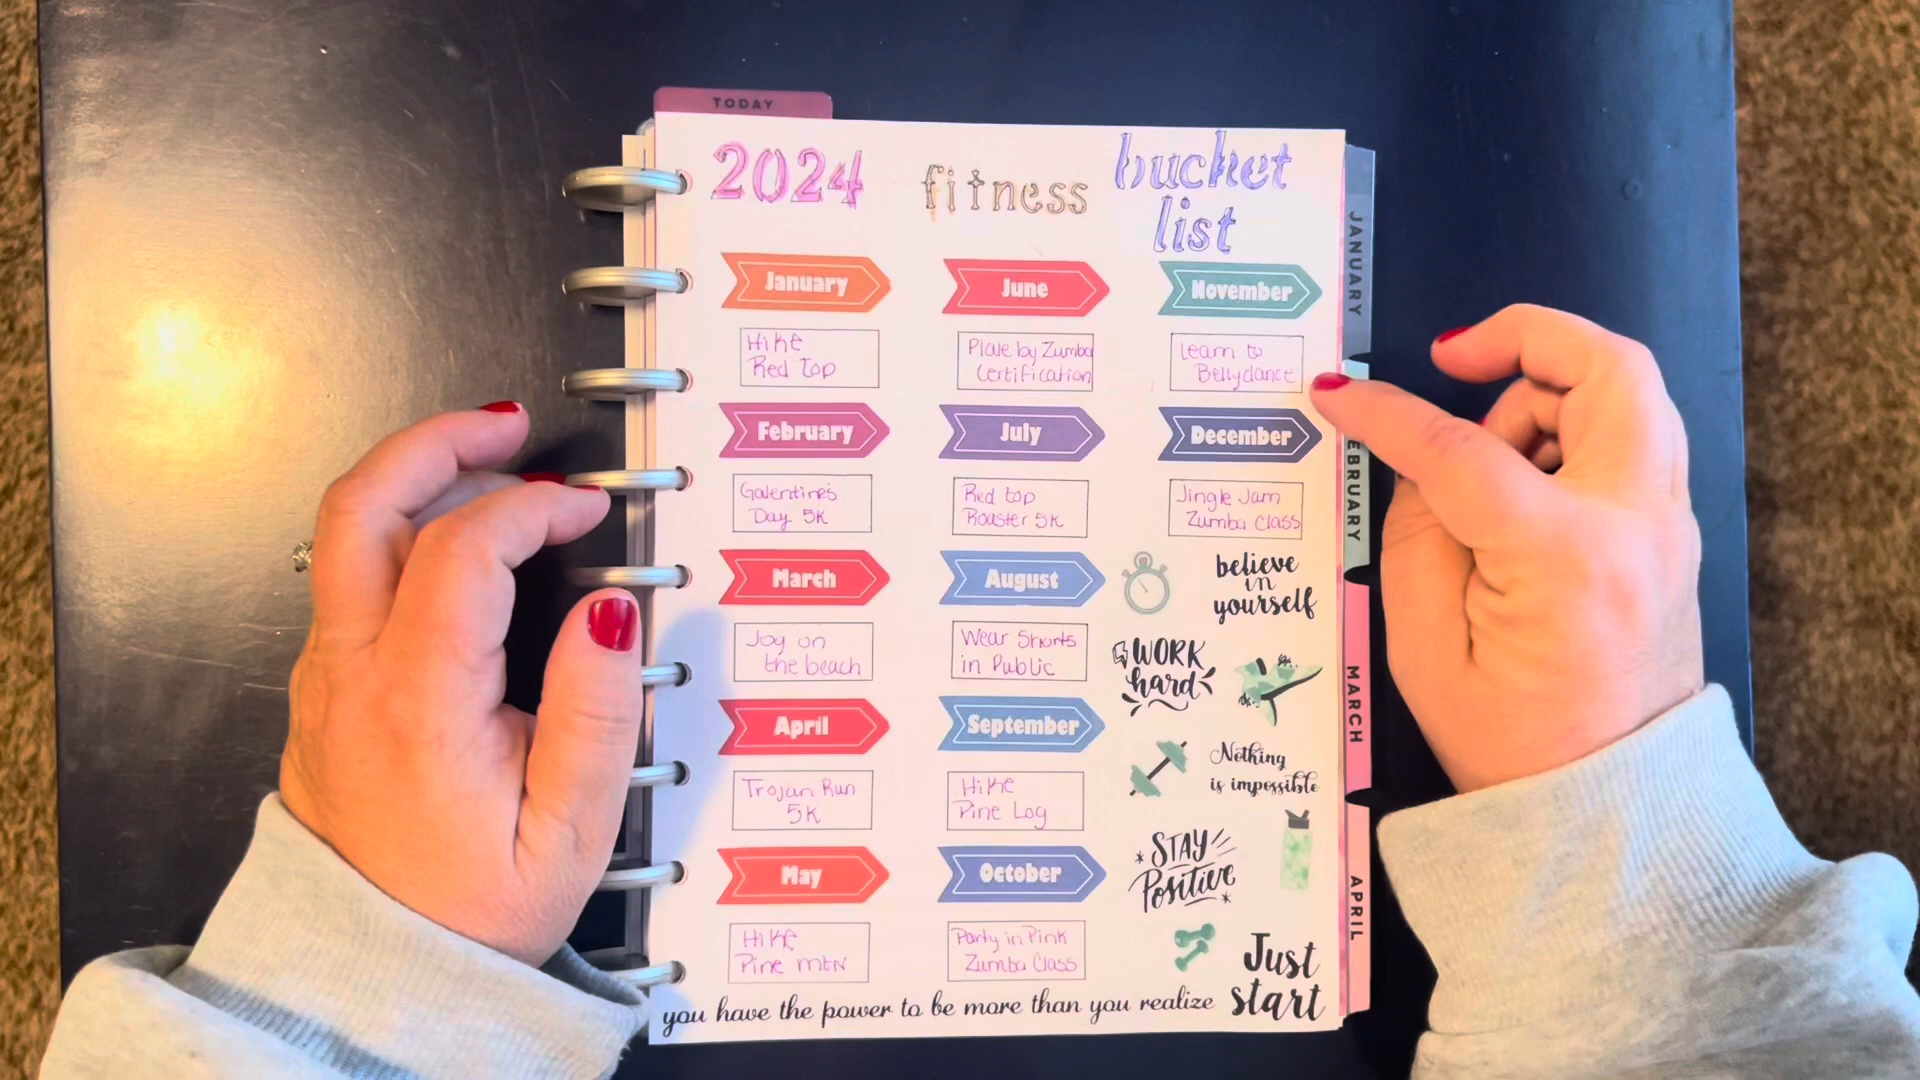 TODAY
2024 fitness bucket list
January
Hike
Red Top
February
Galentine's
Day 5K
March
Joy on
the beach
April
Trojan Run
5K
May
Hike
Pine mtn
June
Plate by Zumba
Certification
July
Red top
Roaster 5K
August
Wear Shorts
in Public
September
Hike
Pine Log
October
Party in Pink
Zumba Class
November
Learn to
Bellydance
December
Jingle Jam
Zumba Class
believe
in
yourself
WORK
hard
Nothing
is impossible
STAY
Positive
Just
start
you have the power to be more than you realize
JANUARY
EBRUARY
MARCH
APRIL